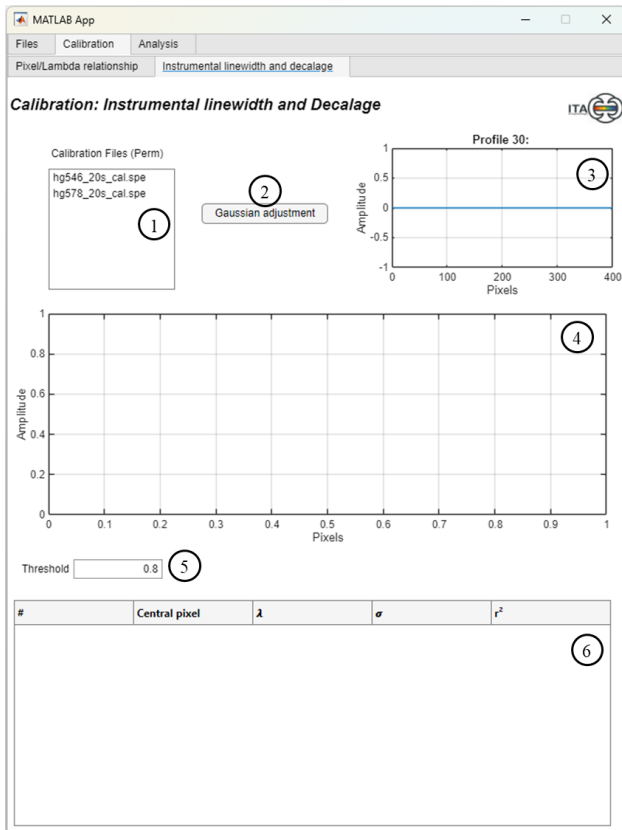 MATLAB App
Files Calibration Analysis
Pixel/Lambda relationship Instrumental linewidth and decalage
Calibration: Instrumental linewidth and Decalage
ITA
Calibration Files (Perm)
hg546_20s_cal.spe
hg578_20s_cal.spe
1
2
Gaussian adjustment
Profile 30:
3
Amplitude
1
0.5
0
-0.5
-1
0 100 200 300 400
Pixels
4
Amplitude
1
0.8
0.6
0.4
0.2
0
0 0.1 0.2 0.3 0.4 0.5 0.6 0.7 0.8 0.9 1
Pixels
Threshold 0.8 5
# Central pixel λ σ r²
6